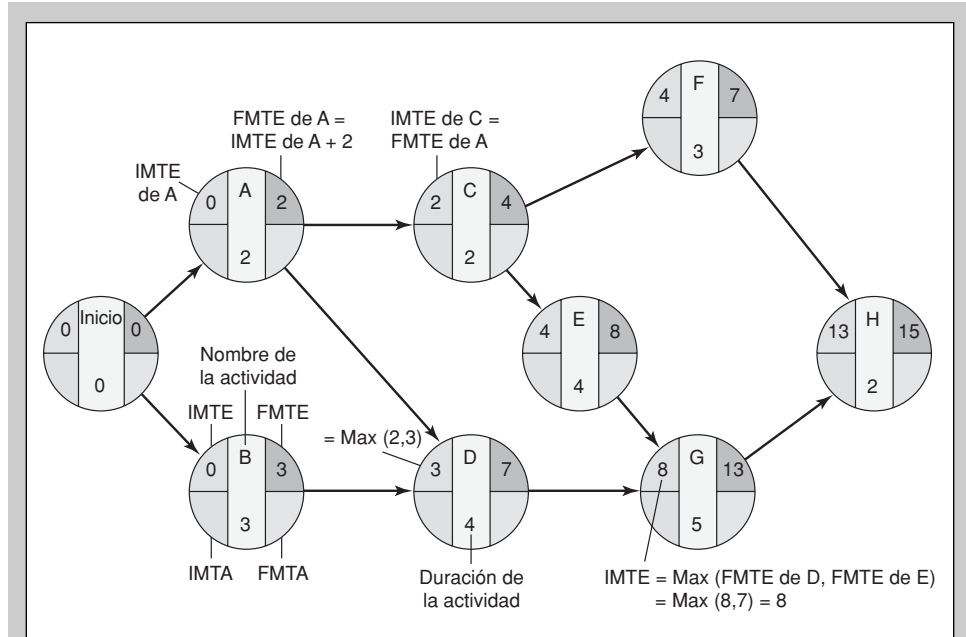 F
4
7
3
FMTE de A =
IMTE de A + 2
IMTE de C =
FMTE de A
IMTE
de A
A
0
2
2
C
2
4
2
Inicio
0
0
0
E
4
8
4
H
13
15
2
Nombre de
la actividad
IMTE
FMTE
B
0
3
3
IMTA
FMTA
= Max (2,3)
D
3
7
4
Duración de
la actividad
G
8
13
5
IMTE = Max (FMTE de D, FMTE de E)
= Max (8,7) = 8